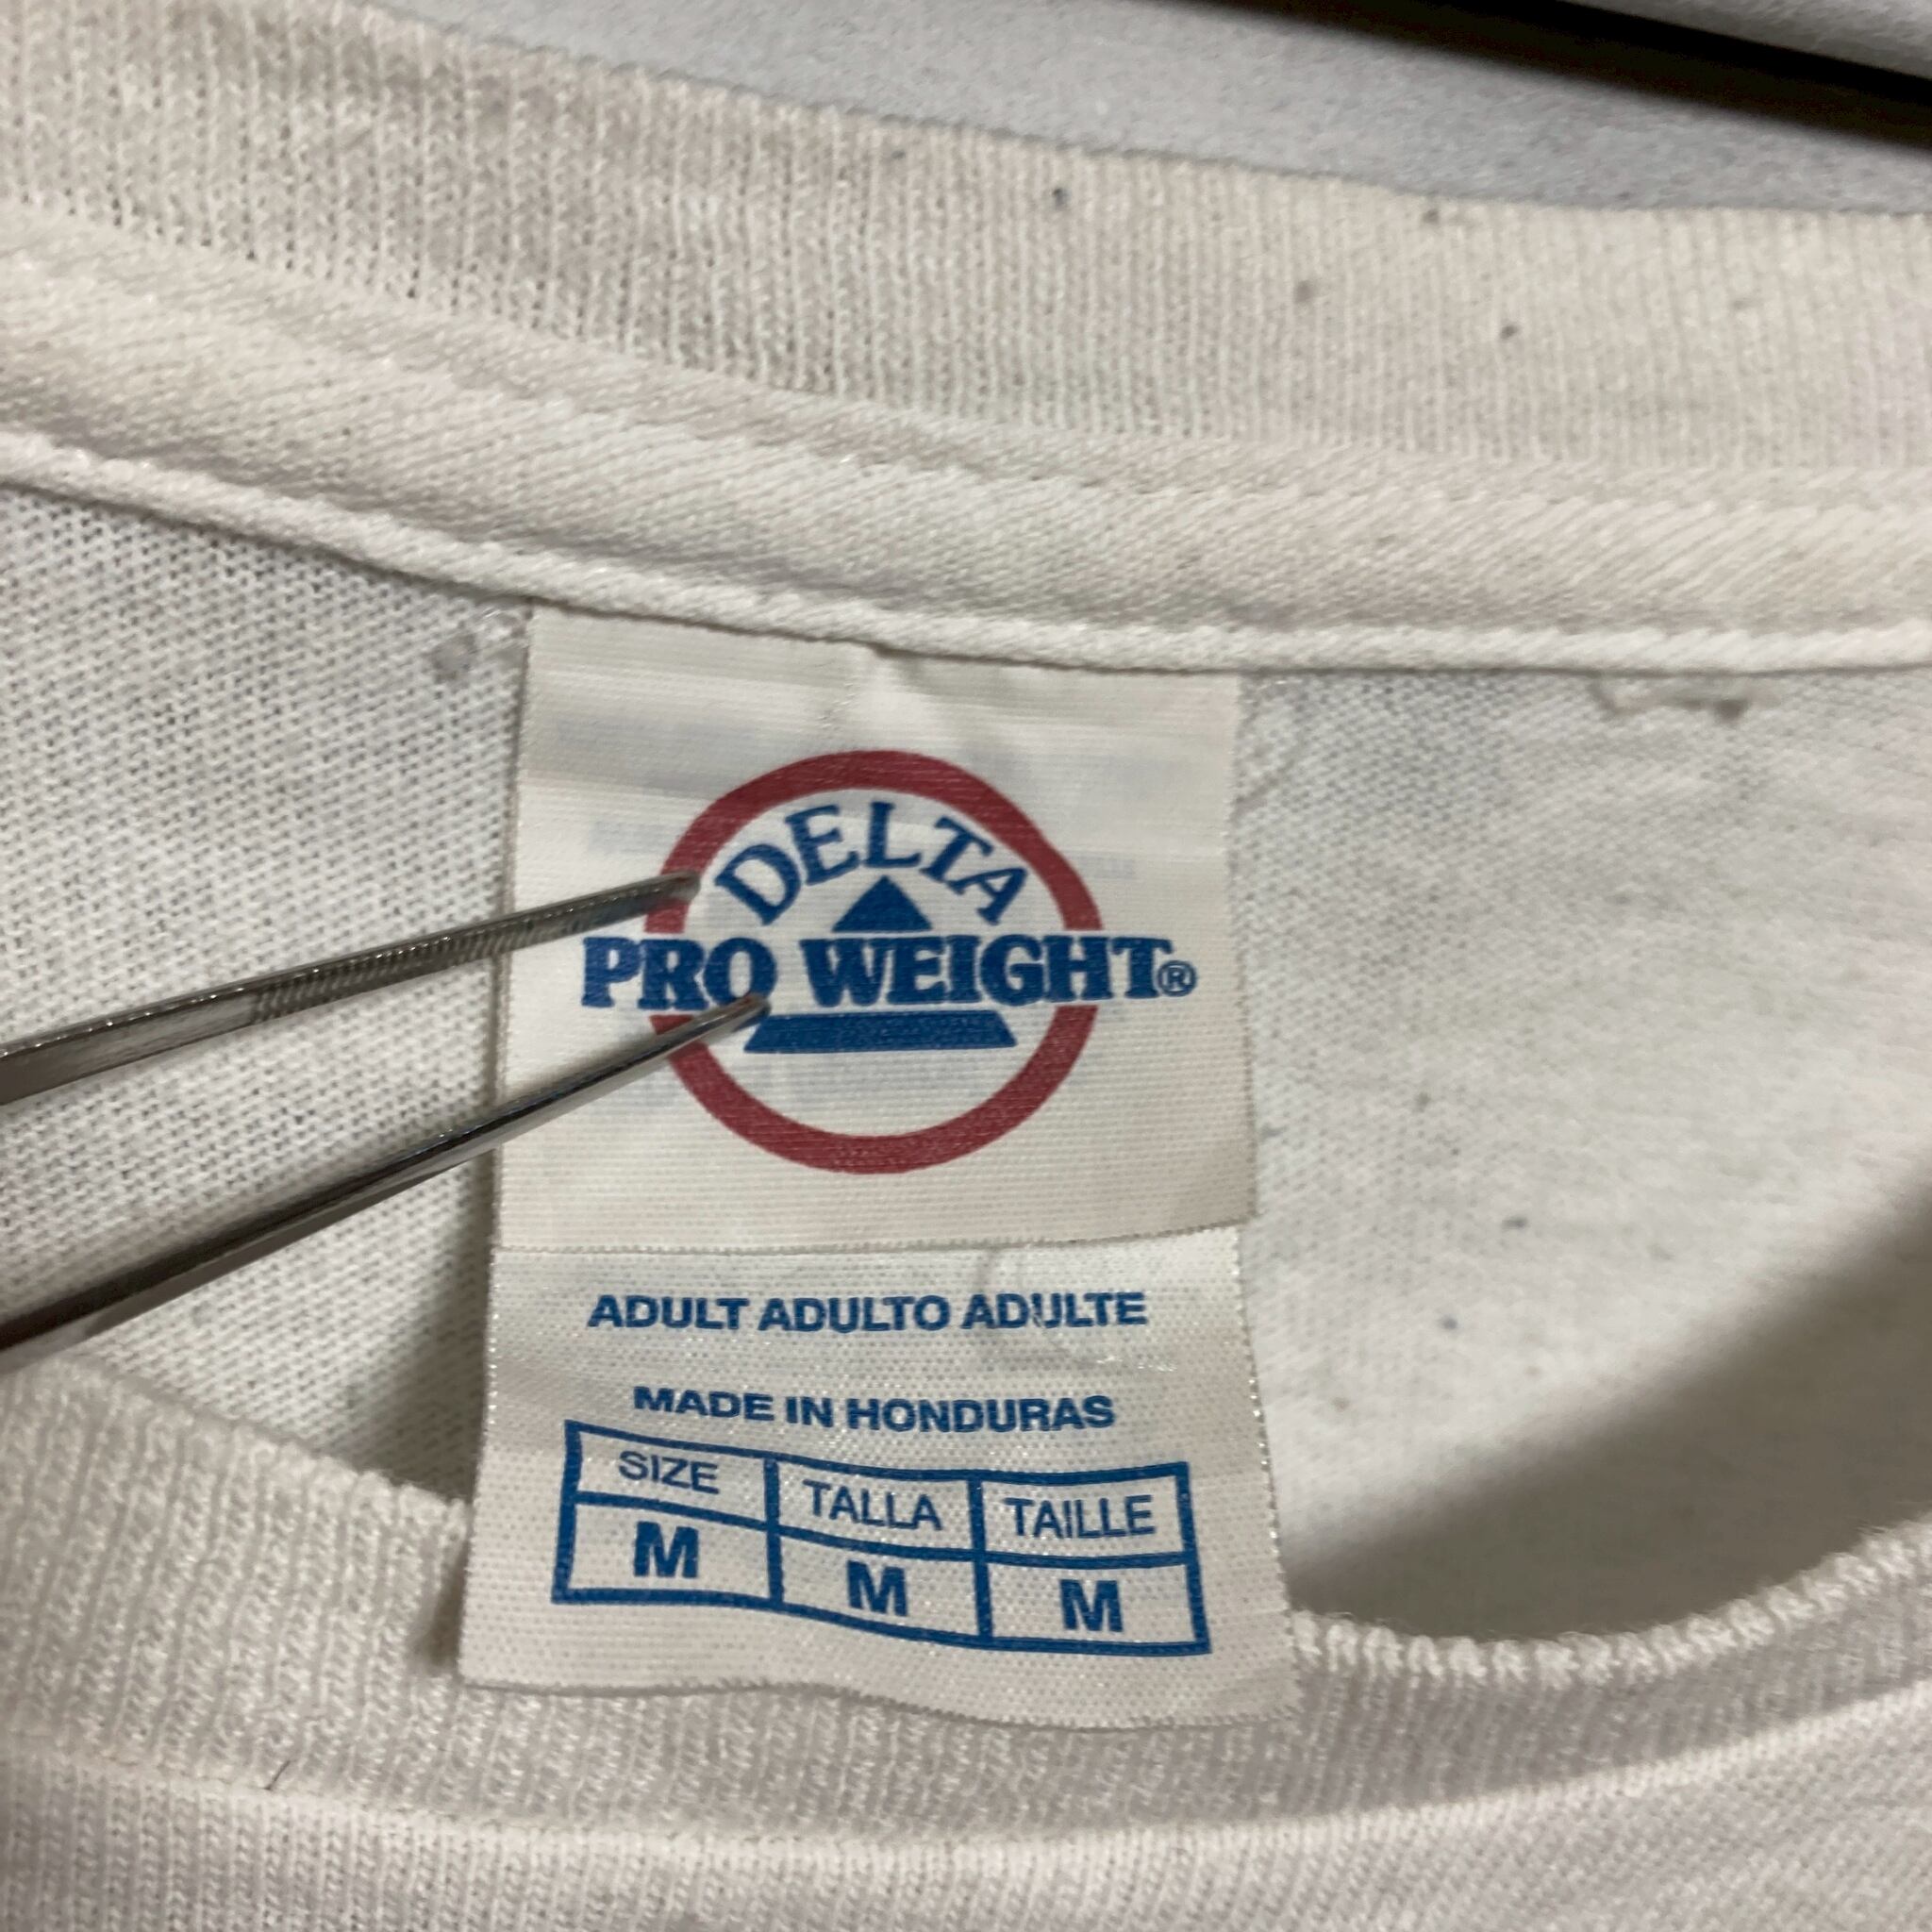 DELTA
PRO WEIGHT®
ADULT ADULTO ADULTE
MADE IN HONDURAS
SIZE TALLA TAILLE
M M M